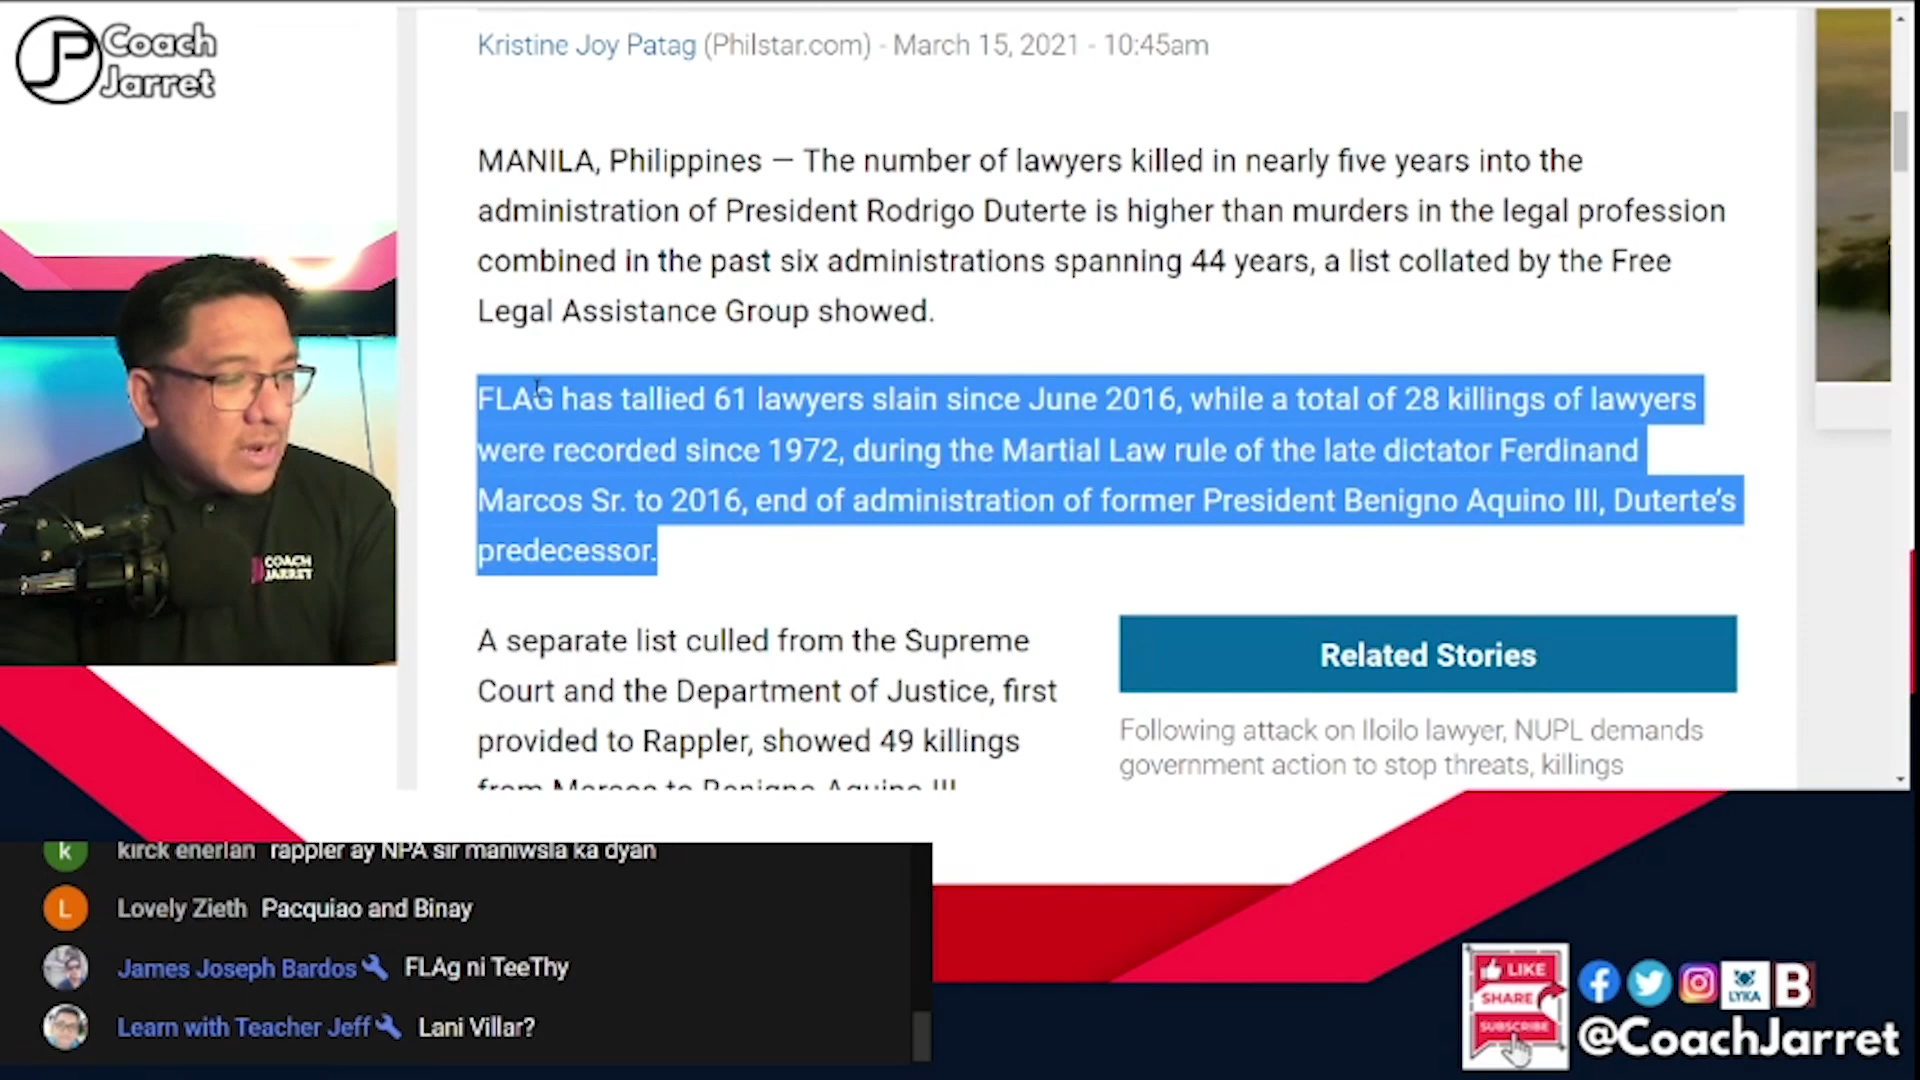 Coach
Jarret
Kristine Joy Patag (Philstar.com) - March 15, 2021 - 10:45am
MANILA, Philippines — The number of lawyers killed in nearly five years into the
administration of President Rodrigo Duterte is higher than murders in the legal profession
combined in the past six administrations spanning 44 years, a list collated by the Free
Legal Assistance Group showed.
FLAG has tallied 61 lawyers slain since June 2016, while a total of 28 killings of lawyers
were recorded since 1972, during the Martial Law rule of the late dictator Ferdinand
Marcos Sr. to 2016, end of administration of former President Benigno Aquino III, Duterte’s
predecessor.
A separate list culled from the Supreme
Court and the Department of Justice, first
provided to Rappler, showed 49 killings
from Marcos to Benigno Aquino III
Related Stories
Following attack on Iloilo lawyer, NUPL demands
government action to stop threats, killings
COACH
JARRET
k kirck enerlan rappler ay NPA sir maniwsla ka dyan
L Lovely Zieth Pacquiao and Binay
James Joseph Bardos FLAg ni TeeThy
Learn with Teacher Jeff Lani Villar?
LIKE
SHARE
SUBSCRIBE
LYKA
B
@CoachJarret